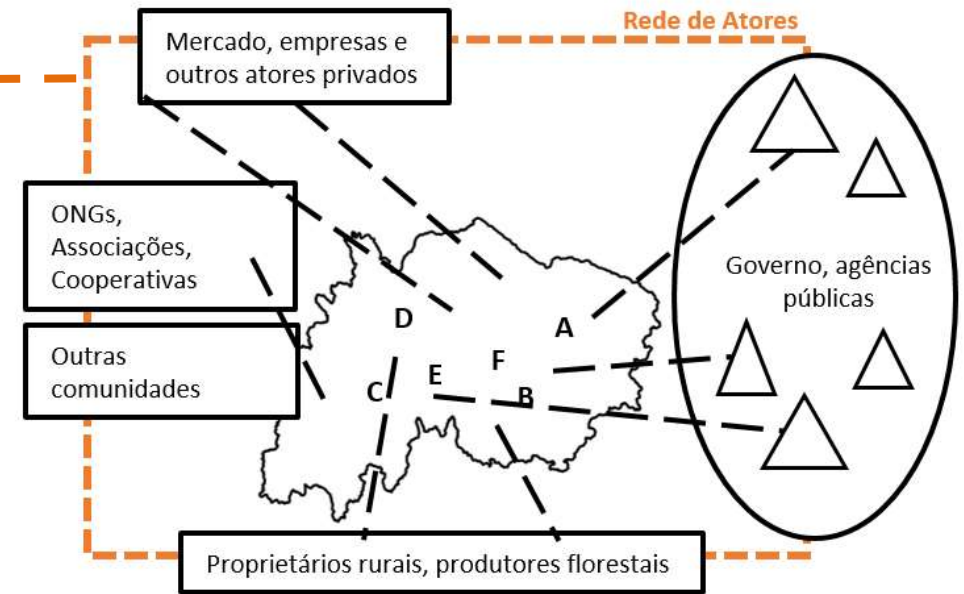 Rede de Atores
Mercado, empresas e
outros atores privados
ONGs,
Associações,
Cooperativas
Governo, agências
públicas
Outras
comunidades
D
A
F
E
C
B
Proprietários rurais, produtores florestais